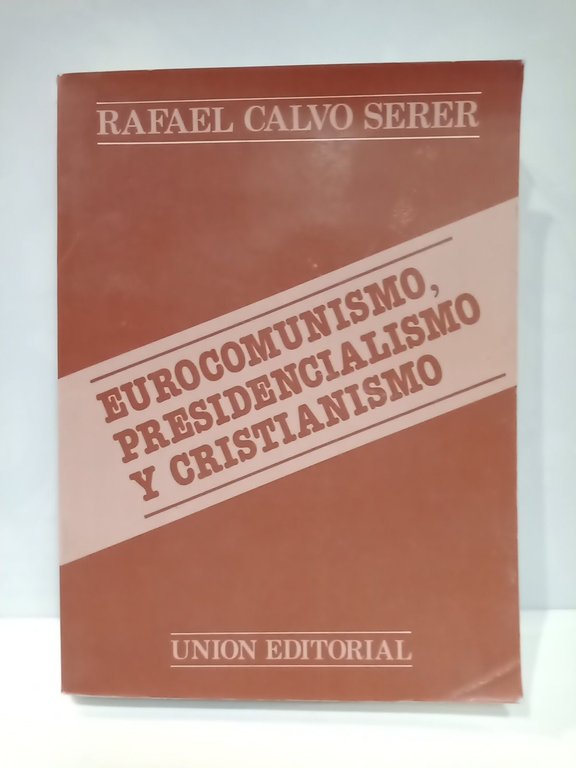 RAFAEL CALVO SERER
EUROCOMUNISMO,
PRESIDENCIALISMO
Y CRISTIANISMO
UNION EDITORIAL